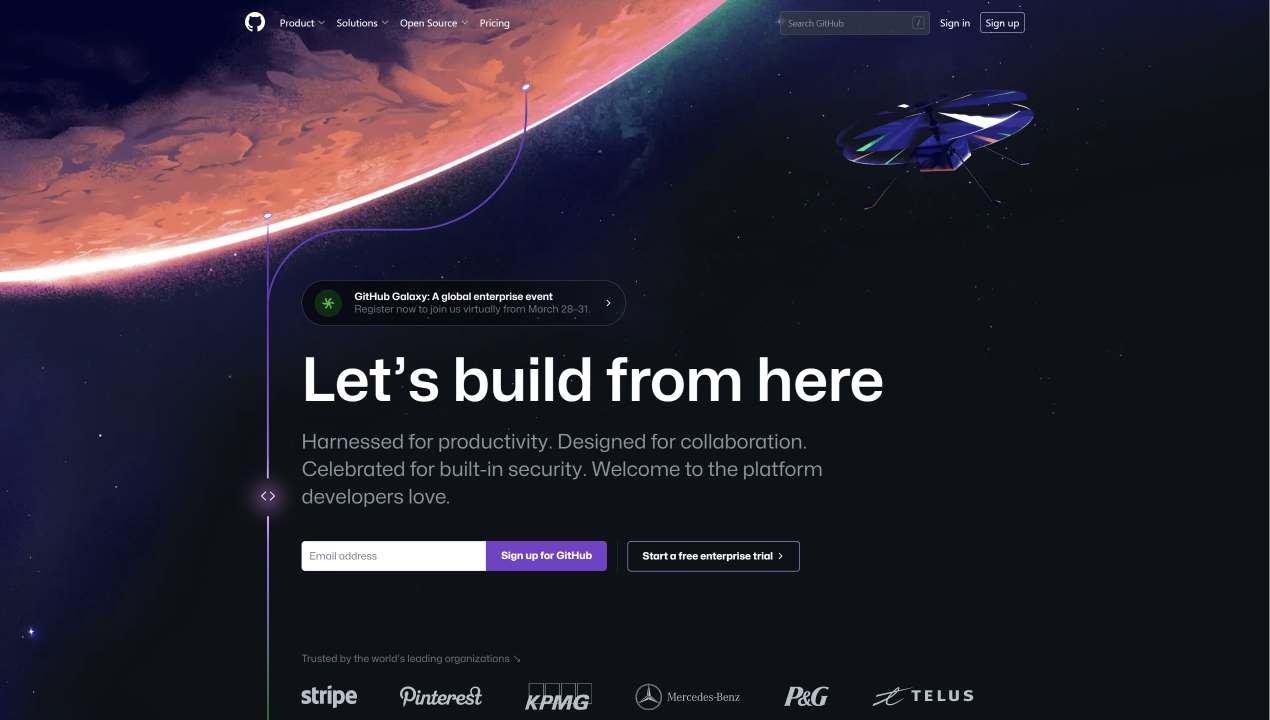 Product Solutions Open Source Pricing Search GitHub / Sign in Sign up
GitHub Galaxy: A global enterprise event
Register now to join us virtually from March 28–31.
Let’s build from here
Harnessed for productivity. Designed for collaboration.
Celebrated for built-in security. Welcome to the platform
developers love.
Email address Sign up for GitHub Start a free enterprise trial
Trusted by the world’s leading organizations ↘
stripe Pinterest KPMG Mercedes-Benz P&G TELUS